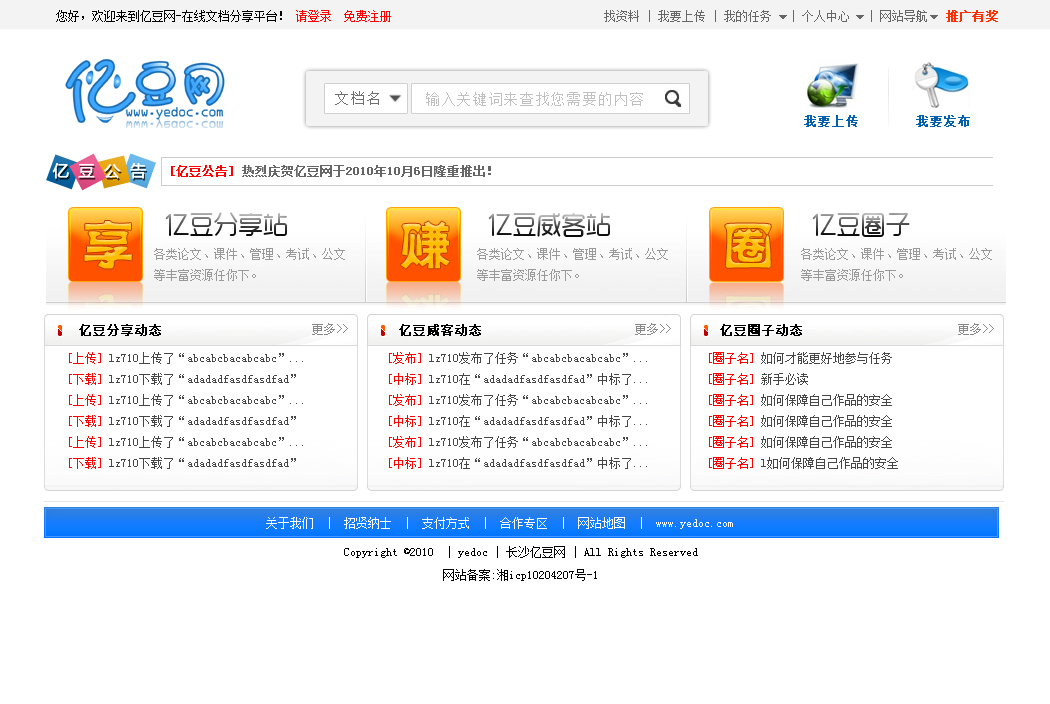 您好，欢迎来到亿豆网-在线文档分享平台！ 请登录 免费注册 找资料 | 我要上传 | 我的任务 | 个人中心 | 网站导航 推广有奖
亿豆网
www.yedoc.com
文档名 输入关键词来查找您需要的内容
我要上传 我要发布
亿豆公告 【亿豆公告】热烈庆贺亿豆网于2010年10月6日隆重推出！
享 亿豆分享站
各类论文、课件、管理、考试、公文
等丰富资源任你下。
赚 亿豆威客站
各类论文、课件、管理、考试、公文
等丰富资源任你下。
圈 亿豆圈子
各类论文、课件、管理、考试、公文
等丰富资源任你下。
亿豆分享动态 更多>>
[上传] lz710上传了“abcabcbacabcabc”...
[下载] lz710下载了“adadadfasdfasdfad”
[上传] lz710上传了“abcabcbacabcabc”...
[下载] lz710下载了“adadadfasdfasdfad”
[上传] lz710上传了“abcabcbacabcabc”...
[下载] lz710下载了“adadadfasdfasdfad”
亿豆威客动态 更多>>
[发布] lz710发布了任务“abcabcbacabcabc”...
[中标] lz710在“adadadfasdfasdfad”中标了...
[发布] lz710发布了任务“abcabcbacabcabc”...
[中标] lz710在“adadadfasdfasdfad”中标了...
[发布] lz710发布了任务“abcabcbacabcabc”...
[中标] lz710在“adadadfasdfasdfad”中标了...
亿豆圈子动态 更多>>
[圈子名] 如何才能更好地参与任务
[圈子名] 新手必读
[圈子名] 如何保障自己作品的安全
[圈子名] 如何保障自己作品的安全
[圈子名] 如何保障自己作品的安全
[圈子名] l如何保障自己作品的安全
关于我们 | 招贤纳士 | 支付方式 | 合作专区 | 网站地图 | www.yedoc.com
Copyright ©2010 | yedoc | 长沙亿豆网 | All Rights Reserved
网站备案:湘icp10204207号-1